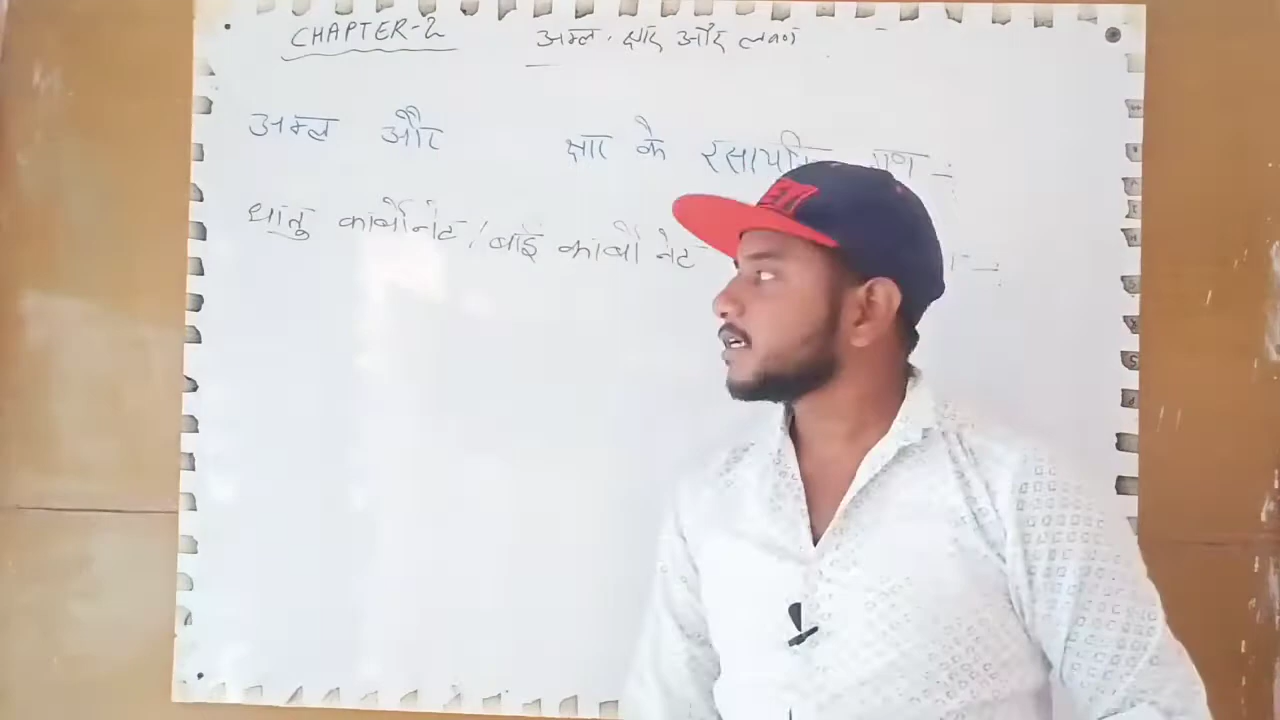 CHAPTER-2 अम्ल, क्षार और लवण
अम्ल और क्षार के
धातु कार्बोनेट / बाई कार्बोनेट